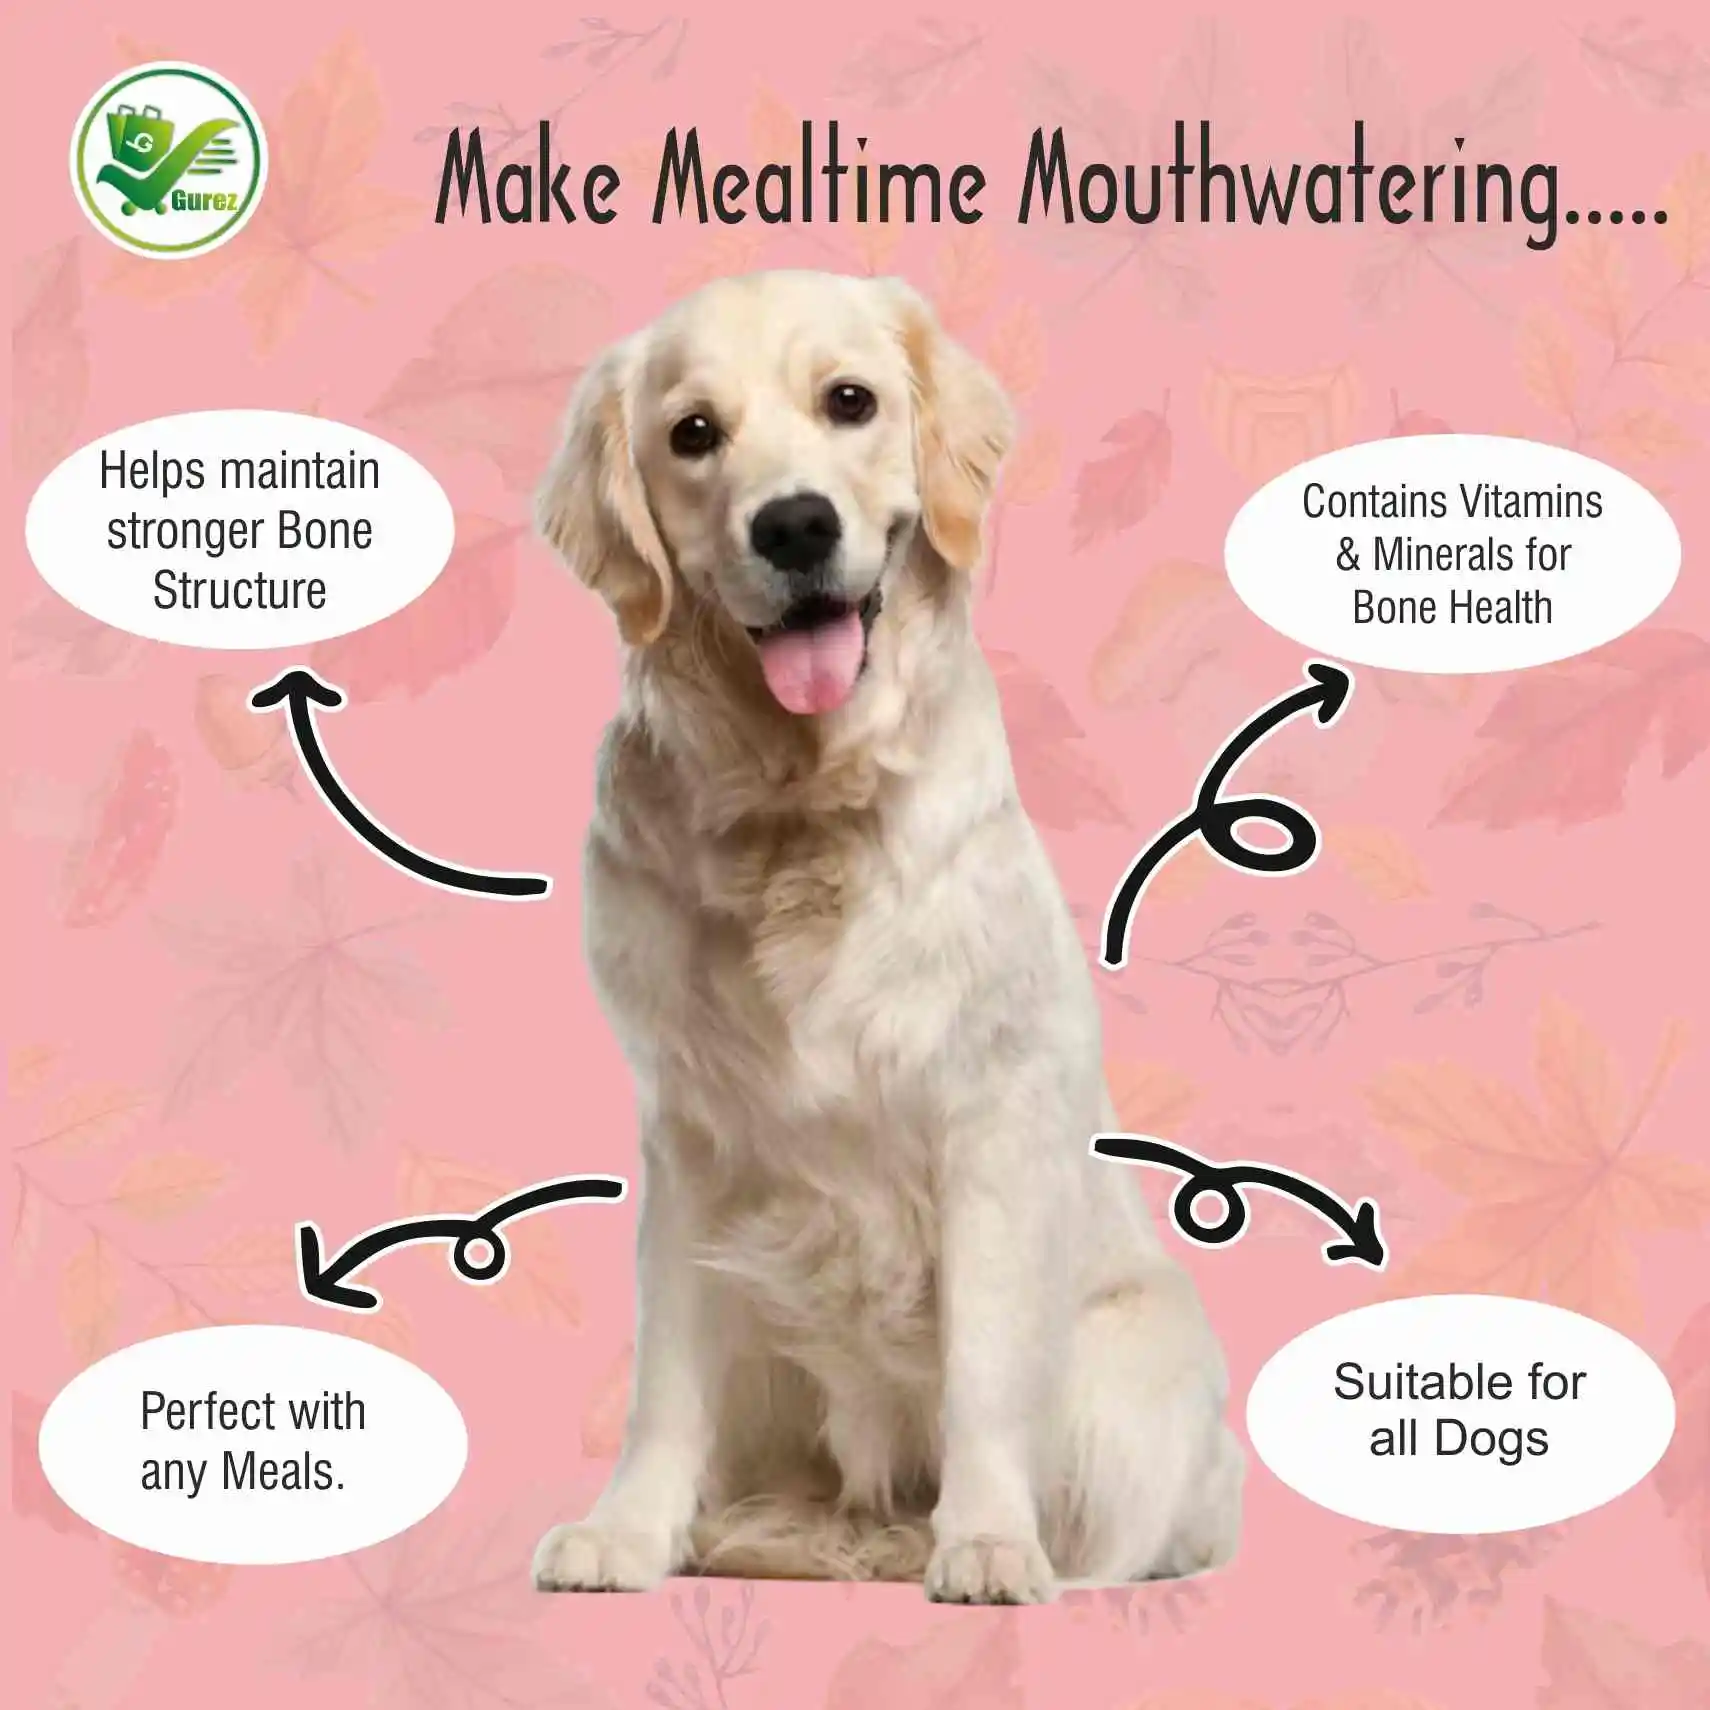 Gurez
Make Mealtime Mouthwatering.....
Helps maintain
stronger Bone
Structure
Contains Vitamins
& Minerals for
Bone Health
Perfect with
any Meals.
Suitable for
all Dogs